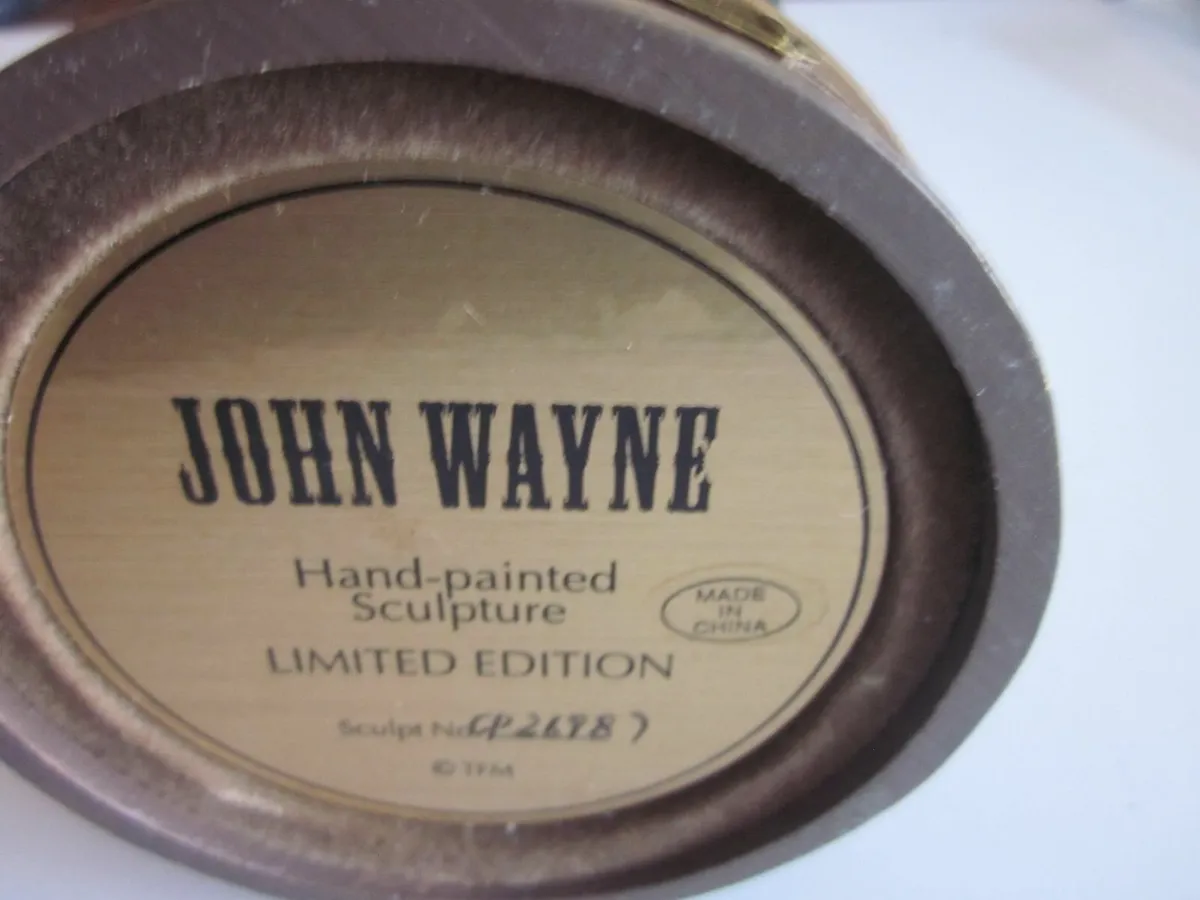 JOHN WAYNE
Hand-painted
Sculpture
MADE
IN
CHINA
LIMITED EDITION
Sculpt No.
© TFM